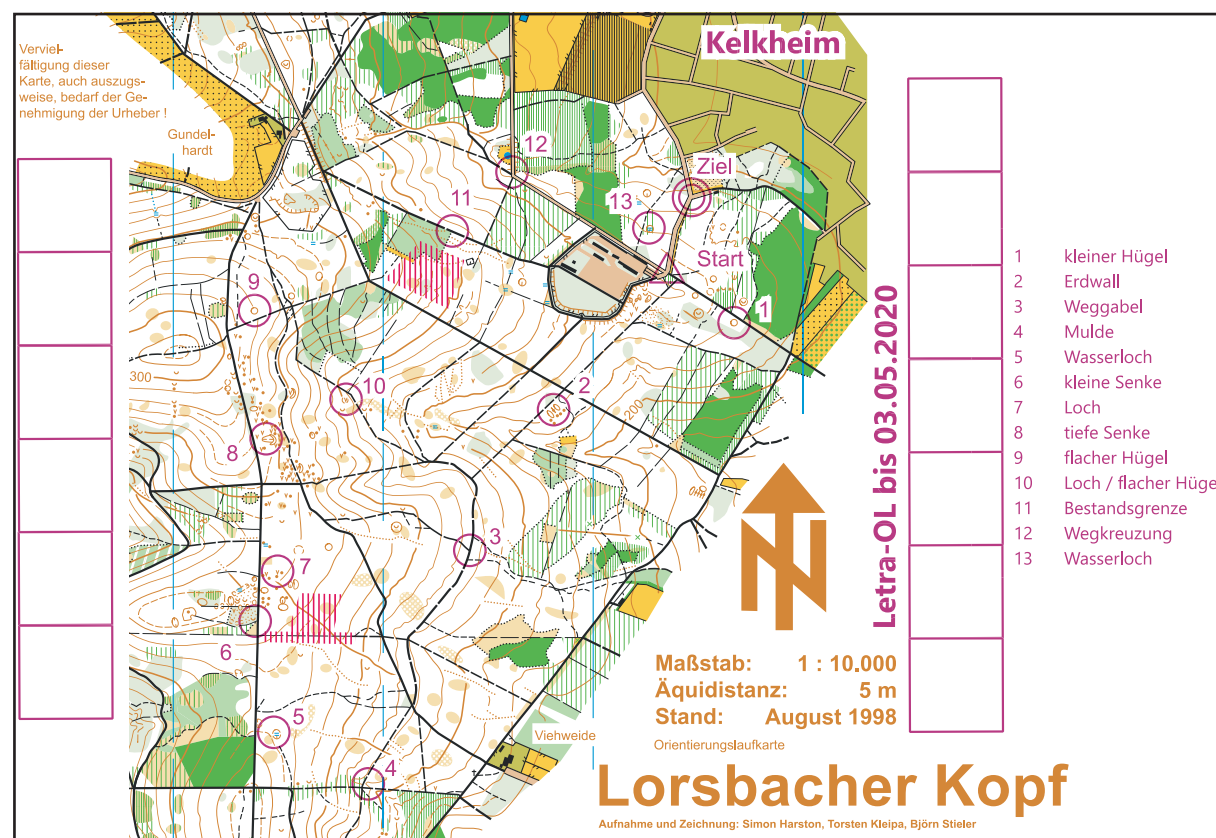 Verviel-
fältigung dieser
Karte, auch auszugs-
weise, bedarf der Ge-
nehmigung der Urheber !
Gundel-
hardt
Kelkheim
12
Ziel
11
13
Start
9
1
300
10
2
200
8
3
7
6
5
4
Viehweide
Letra-OL bis 03.05.2020
1 kleiner Hügel
2 Erdwall
3 Weggabel
4 Mulde
5 Wasserloch
6 kleine Senke
7 Loch
8 tiefe Senke
9 flacher Hügel
10 Loch / flacher Hüge
11 Bestandsgrenze
12 Wegkreuzung
13 Wasserloch
N
Maßstab: 1 : 10.000
Äquidistanz: 5 m
Stand: August 1998
Orientierungslaufkarte
Lorsbacher Kopf
Aufnahme und Zeichnung: Simon Harston, Torsten Kleipa, Björn Stieler